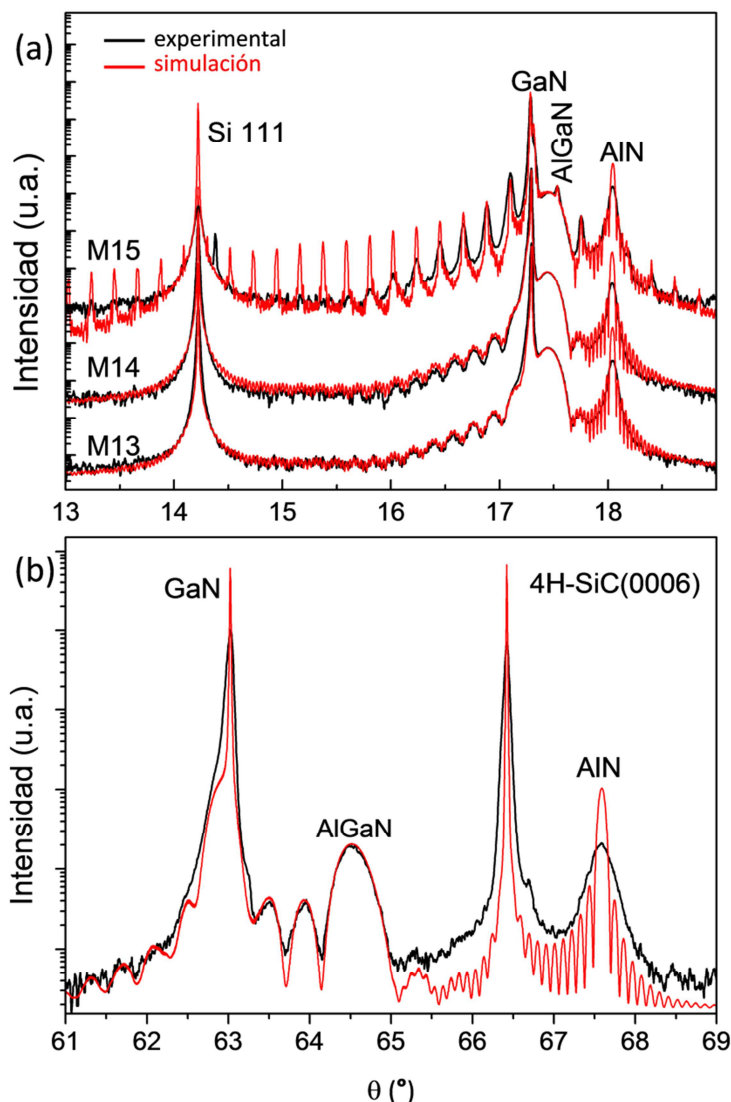 (a)
experimental
simulación
Si 111
GaN
AlGaN
AlN
M15
M14
M13
Intensidad (u.a.)
13 14 15 16 17 18
(b)
GaN
4H-SiC(0006)
AlGaN
AlN
Intensidad (u.a.)
61 62 63 64 65 66 67 68 69
θ (°)